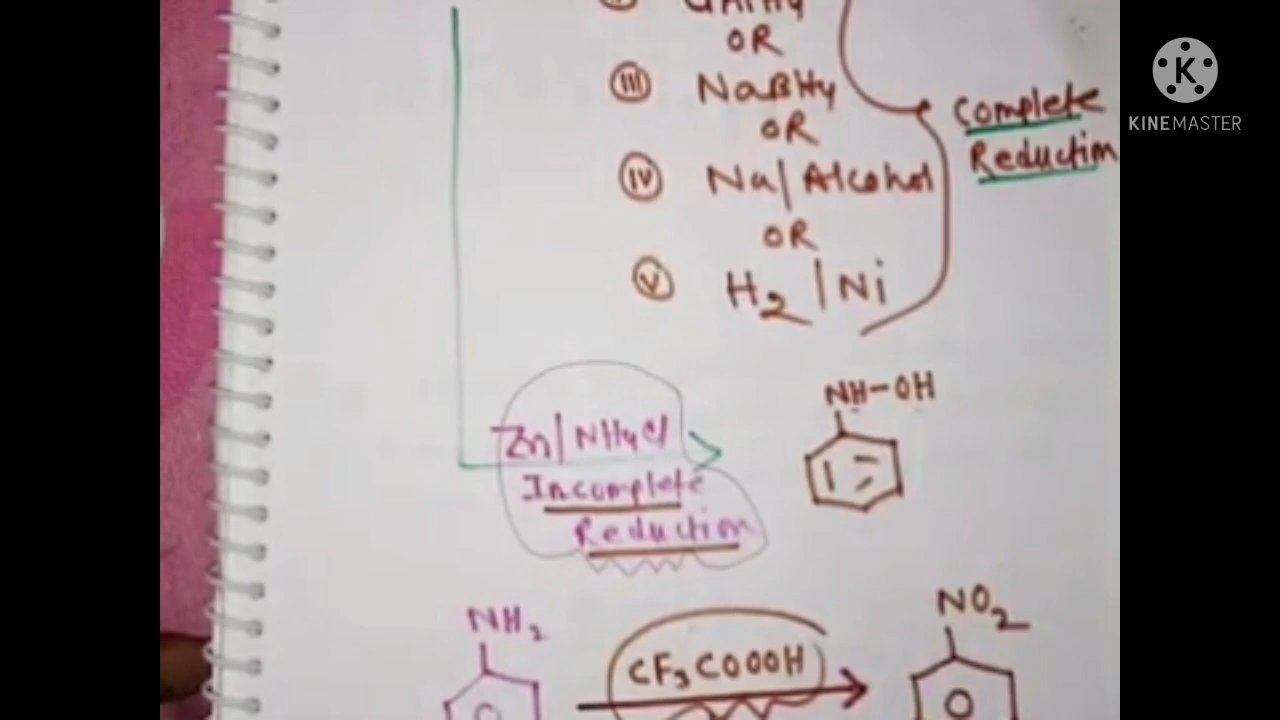 OR
III NaBH4
OR
IV Na/Alcohol
OR
V H2/Ni
Complete
Reduction
NH-OH
Zn/NH4Cl
Incomplete
Reduction
NH2
CF3COOOH
NO2
K
KINEMASTER